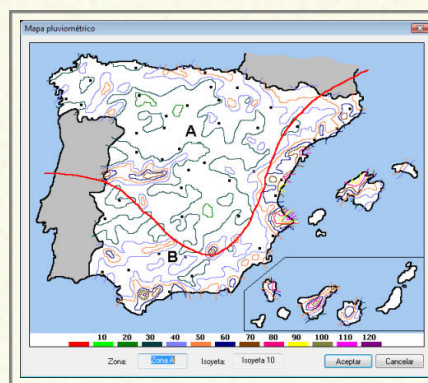 Mapa pluviométrico
A
B
10 20 30 40 50 60 70 80 90 100 110 120
Zona: Zona A Isoyeta: Isoyeta 10 Aceptar Cancelar